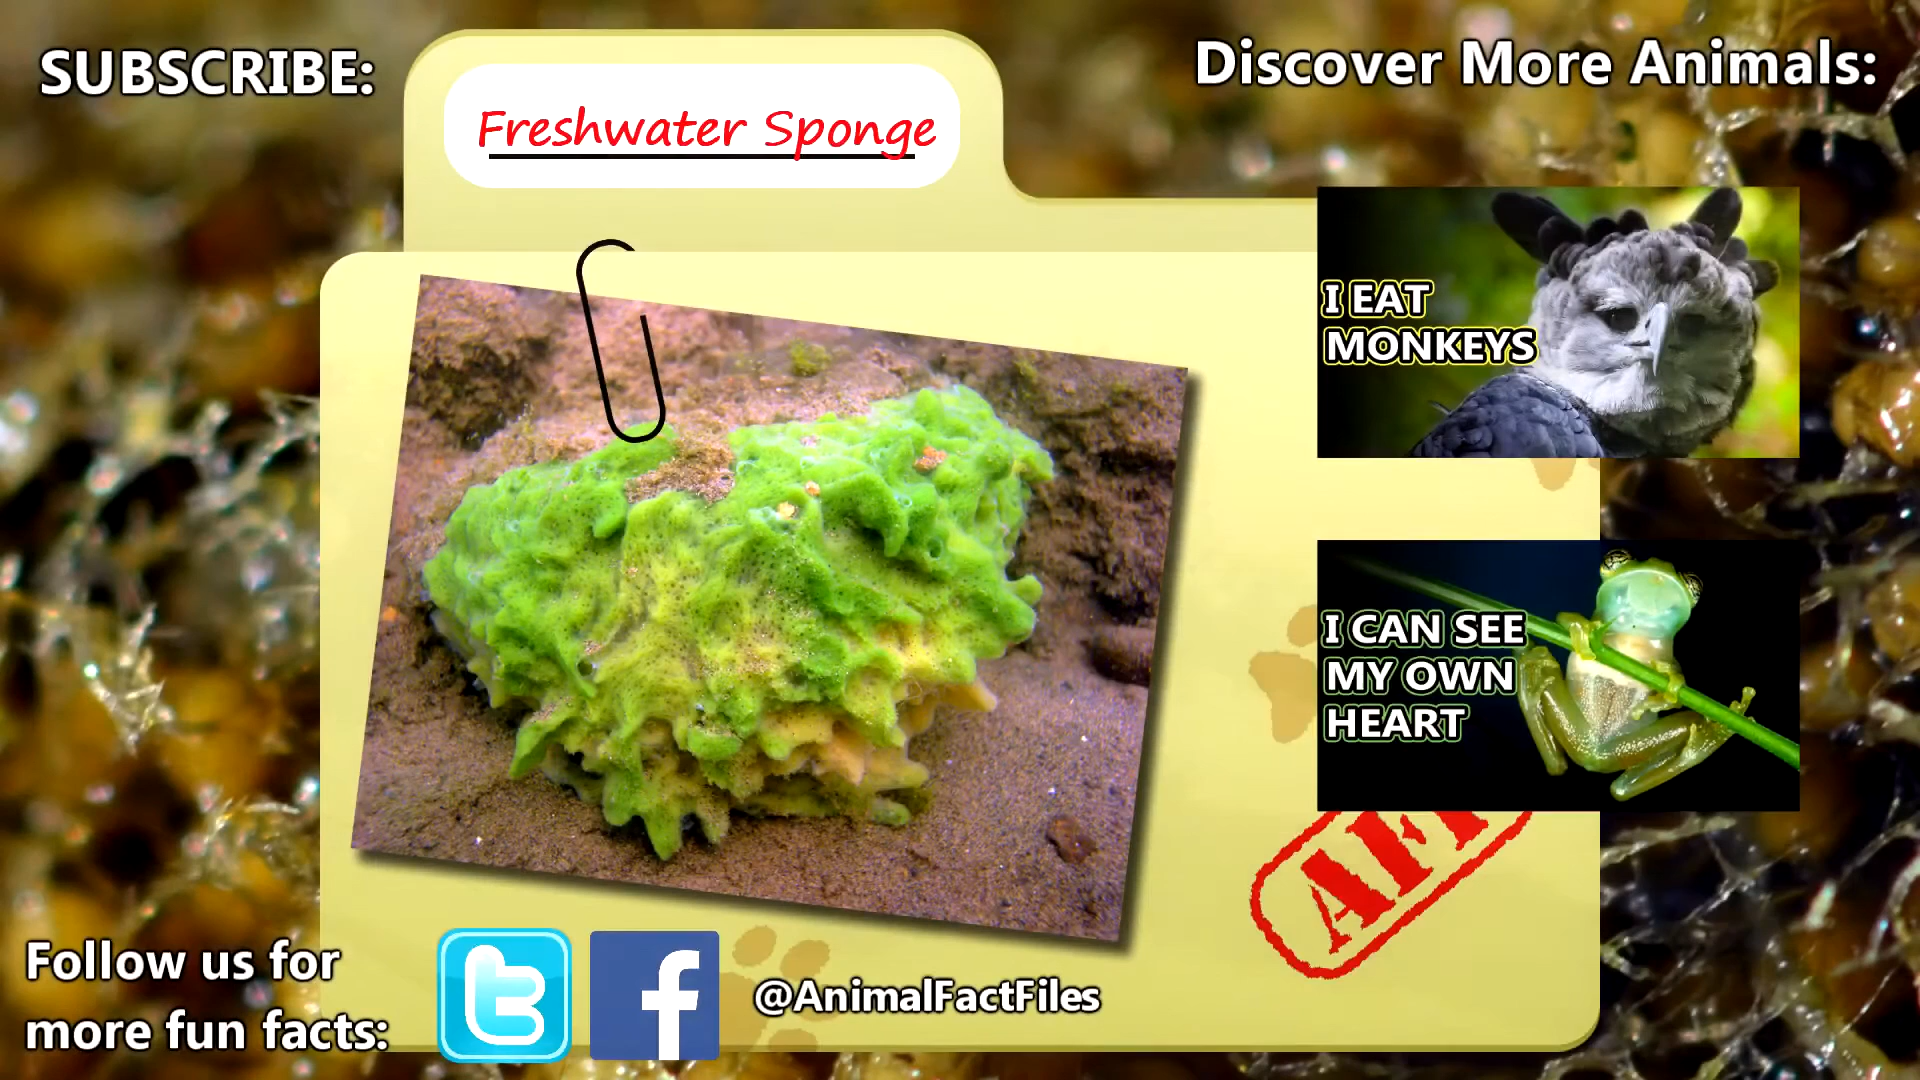 SUBSCRIBE:
Freshwater Sponge
Discover More Animals:
I EAT
MONKEYS
I CAN SEE
MY OWN
HEART
Follow us for
more fun facts:
@AnimalFactFiles